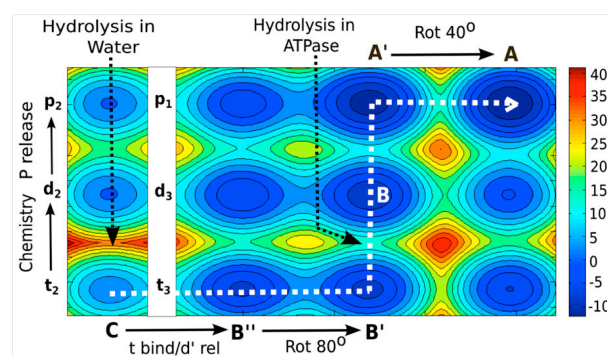 Hydrolysis in
Water
Hydrolysis in
ATPase
A' Rot 40° A
p₂ p₁
d₂ d₃
t₂ t₃
Chemistry P release
B
C B'' B'
t bind/d' rel Rot 80°
40
35
30
25
20
15
10
5
0
-5
-10